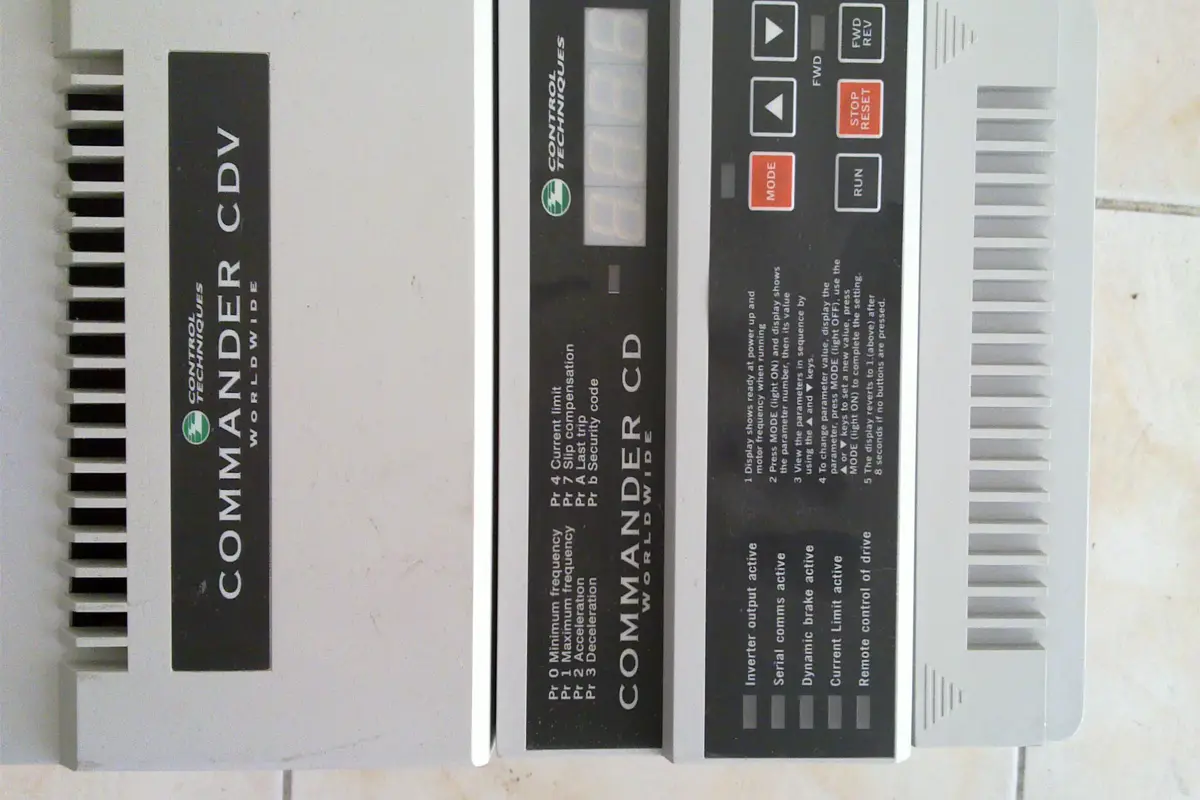 CONTROL
TECHNIQUES
COMMANDER CDV
WORLDWIDE
Pr 0 Minimum frequency Pr 4 Current limit
Pr 1 Maximum frequency Pr 7 Slip compensation
Pr 2 Acceleration Pr A Last trip
Pr 3 Deceleration Pr b Security code
CONTROL
TECHNIQUES
COMMANDER CD
WORLDWIDE
Inverter output active
Serial comms active
Dynamic brake active
Current Limit active
Remote control of drive
1 Display shows ready at power up and
motor frequency when running
2 Press MODE (light ON) and display shows
the parameter number, then its value
3 View the parameters in sequence by
using the ▲ and ▼ keys.
4 To change parameter value, display the
parameter, press MODE (light OFF), use the
▲ or ▼ keys to set a new value, press
MODE (light ON) to complete the setting.
5 The display reverts to 1.(above) after
8 seconds if no buttons are pressed.
MODE
▲
▼
FWD
RUN
STOP
RESET
FWD
REV